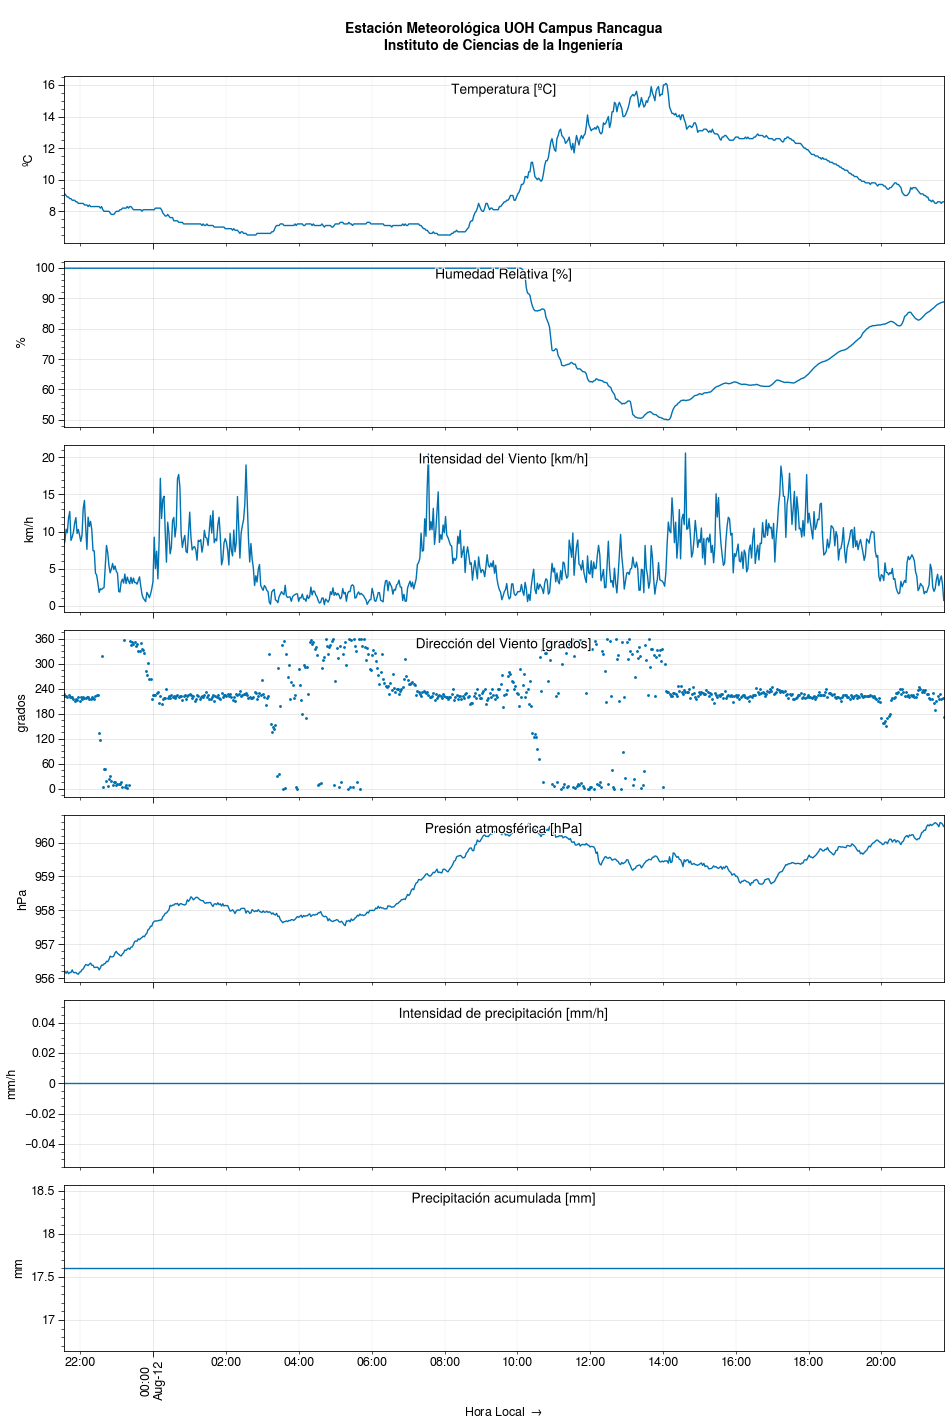 Estación Meteorológica UOH Campus Rancagua
Instituto de Ciencias de la Ingeniería
Temperatura [ºC]
ºC
16
14
12
10
8
Humedad Relativa [%]
%
100
90
80
70
60
50
Intensidad del Viento [km/h]
km/h
20
15
10
5
0
Dirección del Viento [grados]
grados
360
300
240
180
120
60
0
Presión atmosférica [hPa]
hPa
960
959
958
957
956
Intensidad de precipitación [mm/h]
mm/h
0.04
0.02
0
−0.02
−0.04
Precipitación acumulada [mm]
mm
18.5
18
17.5
17
22:00
00:00
Aug-12
02:00
04:00
06:00
08:00
10:00
12:00
14:00
16:00
18:00
20:00
Hora Local →